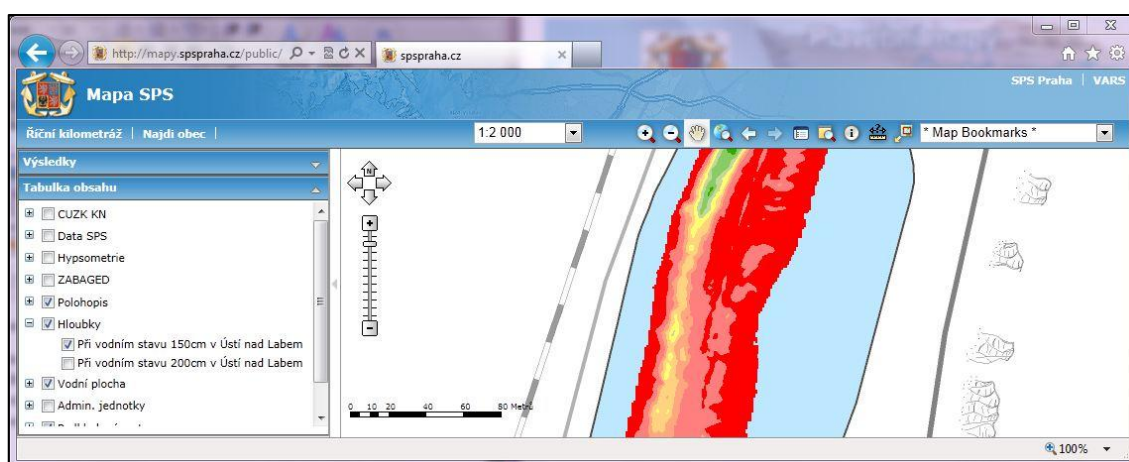 http://mapy.spspraha.cz/public/
spspraha.cz
Mapa SPS
SPS Praha | VARS
Říční kilometráž | Najdi obec |
1:2 000
* Map Bookmarks *
Výsledky
Tabulka obsahu
CUZK KN
Data SPS
Hypsometrie
ZABAGED
Polohopis
Hloubky
Při vodním stavu 150cm v Ústí nad Labem
Při vodním stavu 200cm v Ústí nad Labem
Vodní plocha
Admin. jednotky
N
0 10 20 40 60 80 Metrů
100%